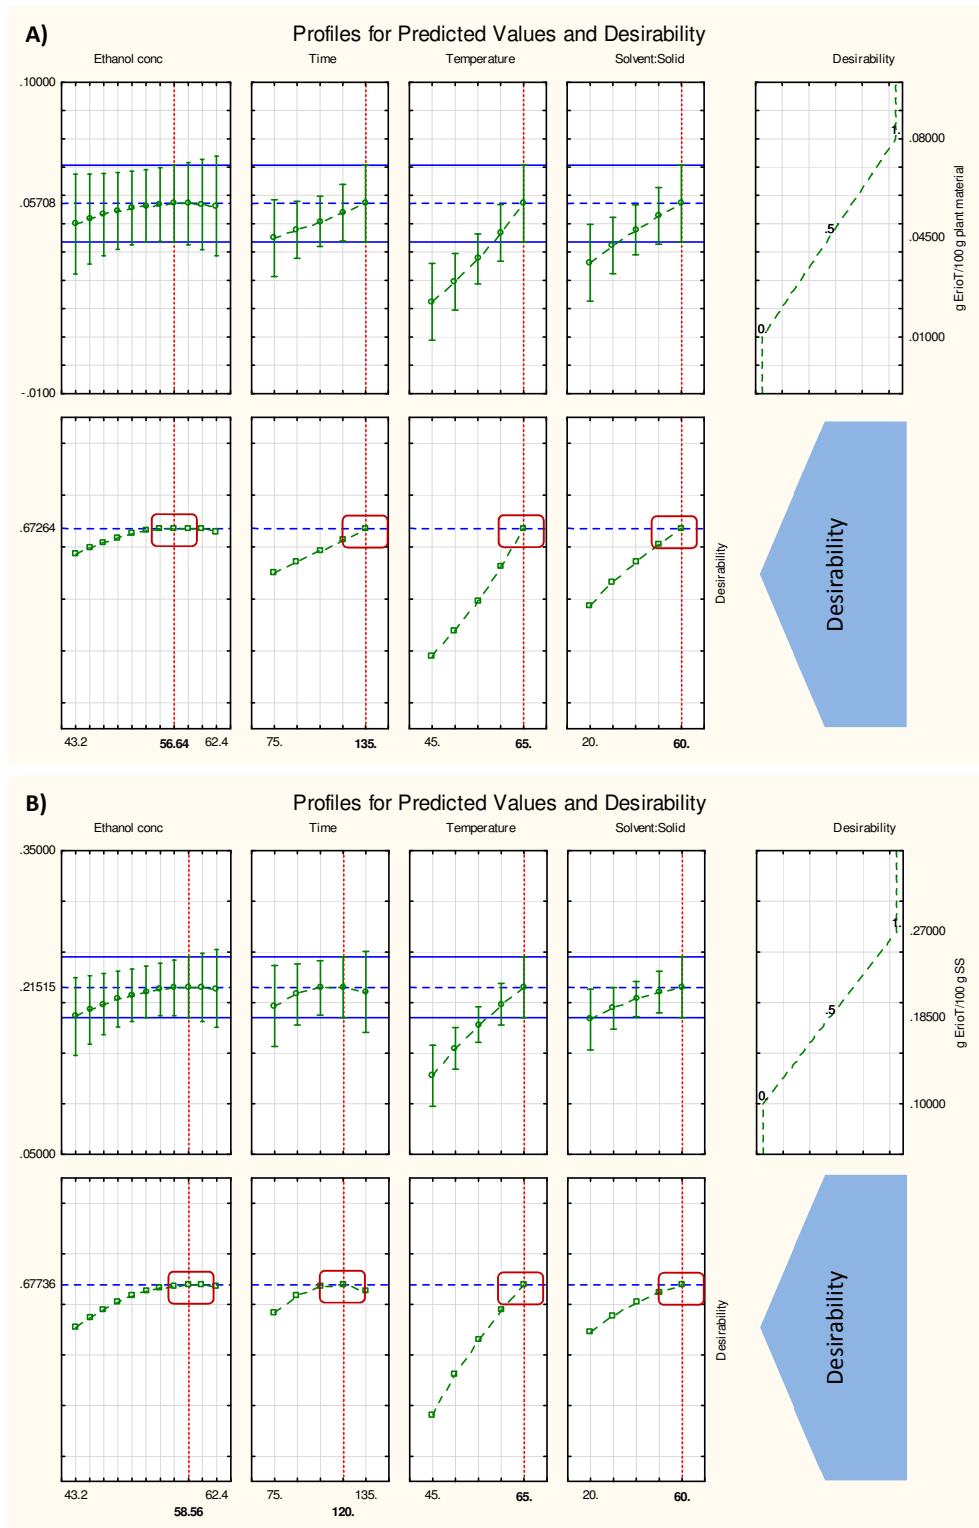 A)
Profiles for Predicted Values and Desirability
Ethanol conc Time Temperature Solvent:Solid Desirability
.10000
1. .08000
.05708
.5 .04500
g ErioT/100 g plant material
0. .01000
-.0100
.67264
Desirability
Desirability
43.2 56.64 62.4 75. 135. 45. 65. 20. 60.
B)
Profiles for Predicted Values and Desirability
Ethanol conc Time Temperature Solvent:Solid Desirability
.35000
1. .27000
.21515
.5 .18500
g ErioT/100 g SS
0. .10000
.05000
.67736
Desirability
Desirability
43.2 62.4 75. 135. 45. 65. 20. 60.
58.56 120.